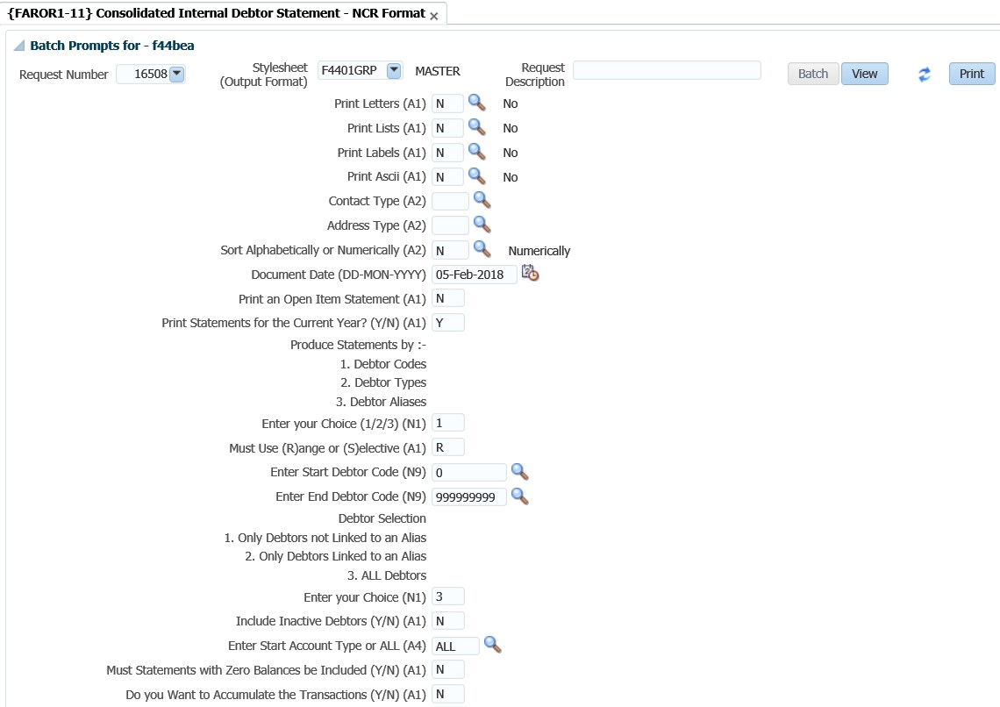 {FAROR1-11} Consolidated Internal Debtor Statement - NCR Format
Batch Prompts for - f44bea
Request Number 16508 Stylesheet (Output Format) F4401GRP MASTER Request Description Batch View Print
Print Letters (A1) N No
Print Lists (A1) N No
Print Labels (A1) N No
Print Ascii (A1) N No
Contact Type (A2)
Address Type (A2)
Sort Alphabetically or Numerically (A2) N Numerically
Document Date (DD-MON-YYYY) 05-Feb-2018
Print an Open Item Statement (A1) N
Print Statements for the Current Year? (Y/N) (A1) Y
Produce Statements by :-
1. Debtor Codes
2. Debtor Types
3. Debtor Aliases
Enter your Choice (1/2/3) (N1) 1
Must Use (R)ange or (S)elective (A1) R
Enter Start Debtor Code (N9) 0
Enter End Debtor Code (N9) 999999999
Debtor Selection
1. Only Debtors not Linked to an Alias
2. Only Debtors Linked to an Alias
3. ALL Debtors
Enter your Choice (N1) 3
Include Inactive Debtors (Y/N) (A1) N
Enter Start Account Type or ALL (A4) ALL
Must Statements with Zero Balances be Included (Y/N) (A1) N
Do you Want to Accumulate the Transactions (Y/N) (A1) N